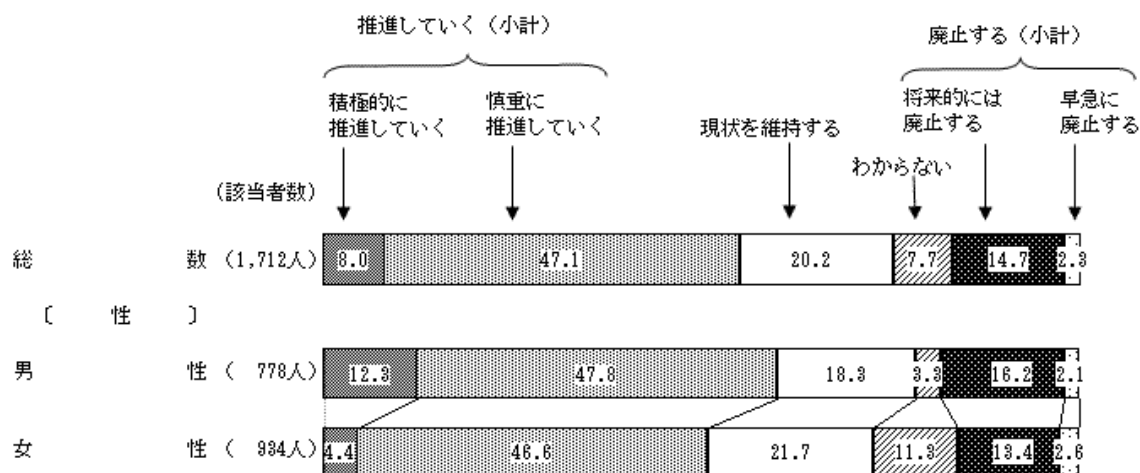 推進していく（小計）
廃止する（小計）
積極的に
推進していく
慎重に
推進していく
現状を維持する
わからない
将来的には
廃止する
早急に
廃止する
（該当者数）
総 数 (1,712人) 8.0 47.1 20.2 7.7 14.7 2.3
〔 性 〕
男 性 ( 778人) 12.3 47.8 18.3 3.3 16.2 2.1
女 性 ( 934人) 4.4 46.6 21.7 11.3 13.4 2.6